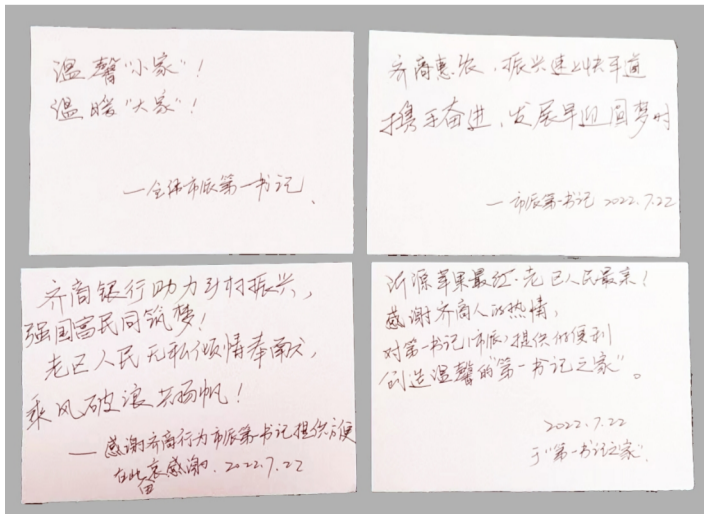 温馨"小家"!
温暖"大家"!
—全体市派第一书记
齐商惠农、振兴速上快车道
携手奋进、发展早迎圆梦时
—市派第一书记 2022.7.22
齐商银行助力乡村振兴,
强国富民同筑梦!
老区人民无私倾情奉献,
乘风破浪共扬帆!
—感谢齐商行为市派第一书记提供方便
在此衷感谢. 2022.7.22
沂源苹果最红·老区人民最亲!
感谢齐商人的热情,
对第一书记(市派)提供的便利
创造温馨的"第一书记之家"。
2022.7.22
于"第一书记之家".